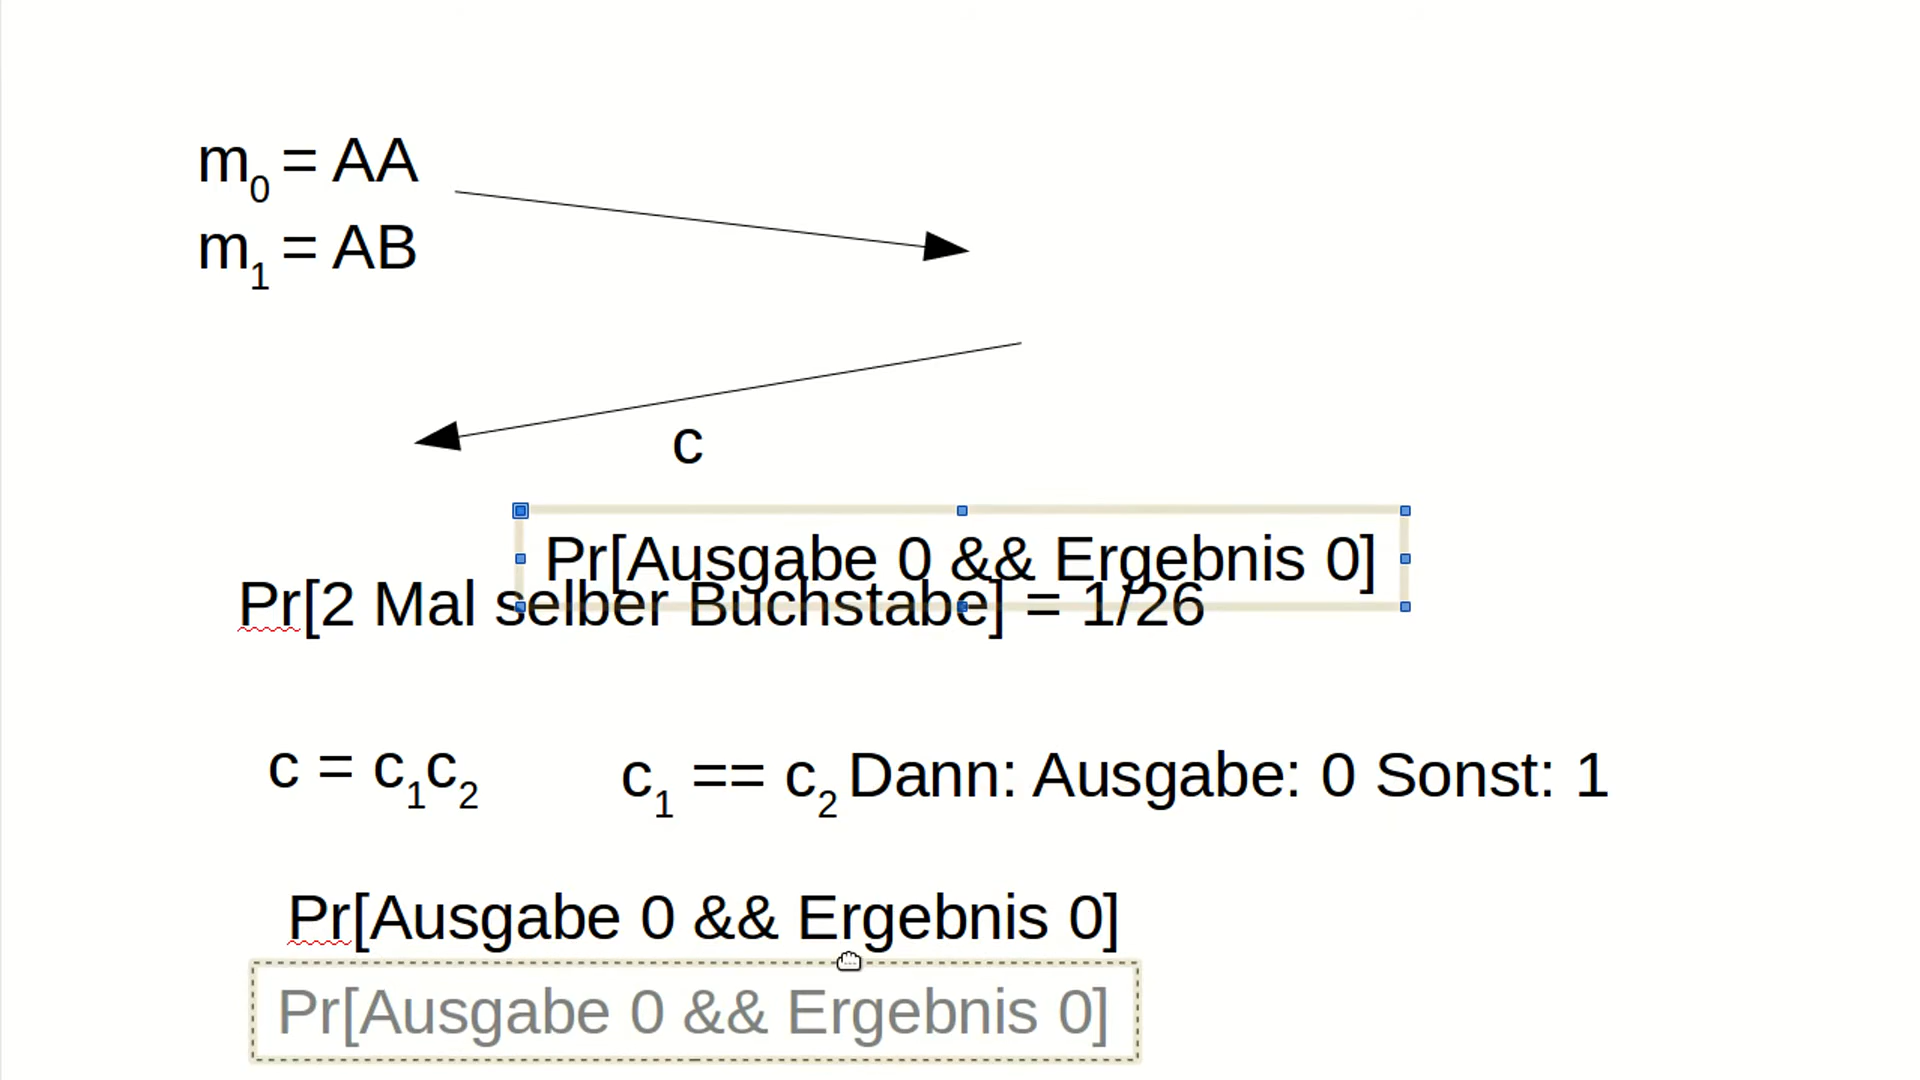 m0 = AA
m1 = AB
c
Pr[Ausgabe 0 && Ergebnis 0]
Pr[2 Mal selber Buchstabe] = 1/26
c = c1c2
c1 == c2 Dann: Ausgabe: 0 Sonst: 1
Pr[Ausgabe 0 && Ergebnis 0]
Pr[Ausgabe 0 && Ergebnis 0]